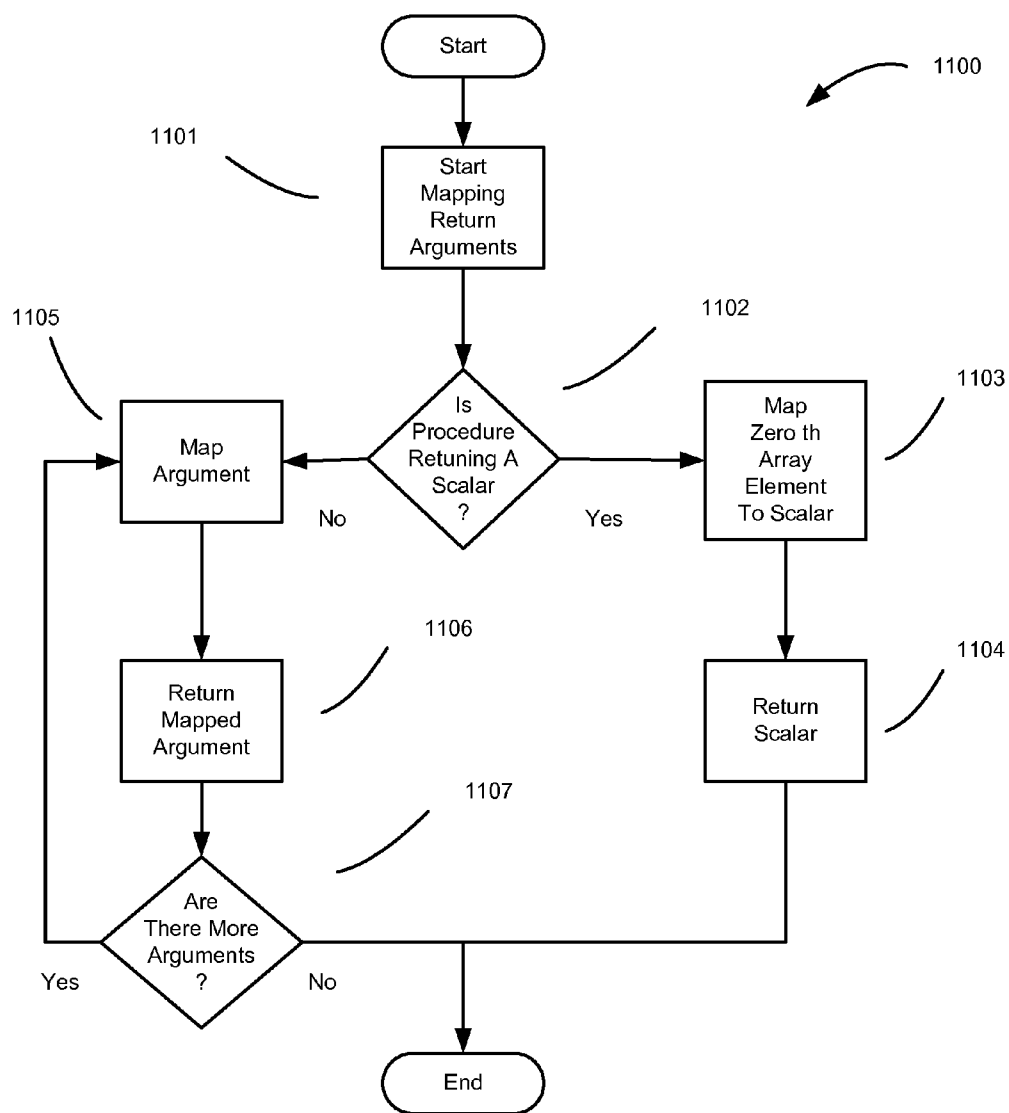 Start
1100
1101
Start
Mapping
Return
Arguments
1102
1105
1103
Is
Procedure
Retuning A
Scalar
?
Map
Argument
Map
Zero th
Array
Element
To Scalar
No
Yes
1106
1104
Return
Mapped
Argument
Return
Scalar
1107
Are
There More
Arguments
?
Yes
No
End